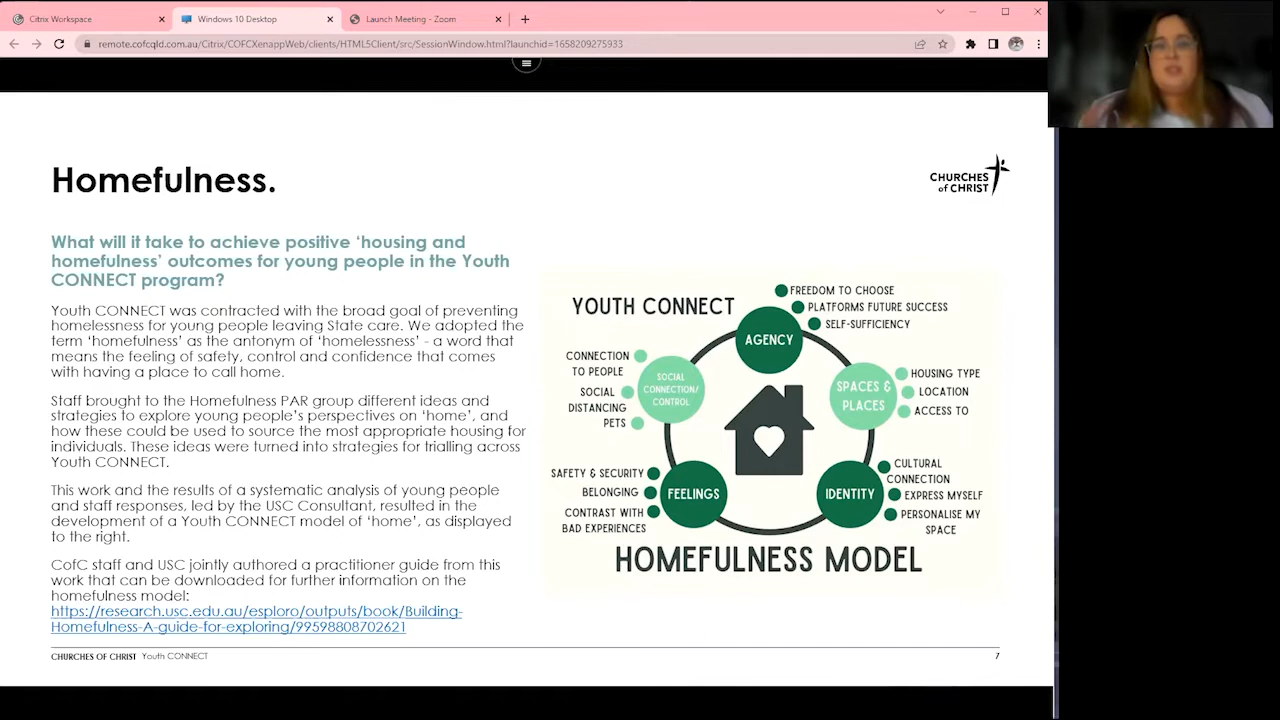 Citrix Workspace
Windows 10 Desktop
Launch Meeting - Zoom
remote.cofcqld.com.au/Citrix/COFCXenappWeb/clients/HTML5Client/src/SessionWindow.html?launchid=1658209275933
Homefulness.
CHURCHES
of CHRIST
What will it take to achieve positive ‘housing and
homefulness’ outcomes for young people in the Youth
CONNECT program?
Youth CONNECT was contracted with the broad goal of preventing
homelessness for young people leaving State care. We adopted the
term ‘homefulness’ as the antonym of ‘homelessness’ - a word that
means the feeling of safety, control and confidence that comes
with having a place to call home.
Staff brought to the Homefulness PAR group different ideas and
strategies to explore young people’s perspectives on ‘home’, and
how these could be used to source the most appropriate housing for
individuals. These ideas were turned into strategies for trialling across
Youth CONNECT.
This work and the results of a systematic analysis of young people
and staff responses, led by the USC Consultant, resulted in the
development of a Youth CONNECT model of ‘home’, as displayed
to the right.
CofC staff and USC jointly authored a practitioner guide from this
work that can be downloaded for further information on the
homefulness model:
https://research.usc.edu.au/esploro/outputs/book/Building-
Homefulness-A-guide-for-exploring/99598808702621
YOUTH CONNECT
AGENCY
FREEDOM TO CHOOSE
PLATFORMS FUTURE SUCCESS
SELF-SUFFICIENCY
SPACES &
PLACES
HOUSING TYPE
LOCATION
ACCESS TO
IDENTITY
CULTURAL
CONNECTION
EXPRESS MYSELF
PERSONALISE MY
SPACE
FEELINGS
SAFETY & SECURITY
BELONGING
CONTRAST WITH
BAD EXPERIENCES
SOCIAL
CONNECTION/
CONTROL
CONNECTION
TO PEOPLE
SOCIAL
DISTANCING
PETS
HOMEFULNESS MODEL
CHURCHES OF CHRIST Youth CONNECT
7